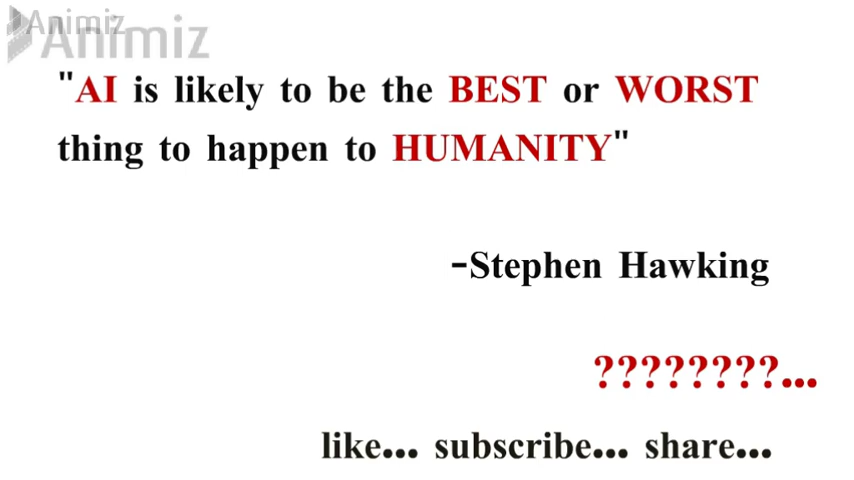 Animiz
Animiz
"AI is likely to be the BEST or WORST
thing to happen to HUMANITY"
-Stephen Hawking
????????...
like... subscribe... share...